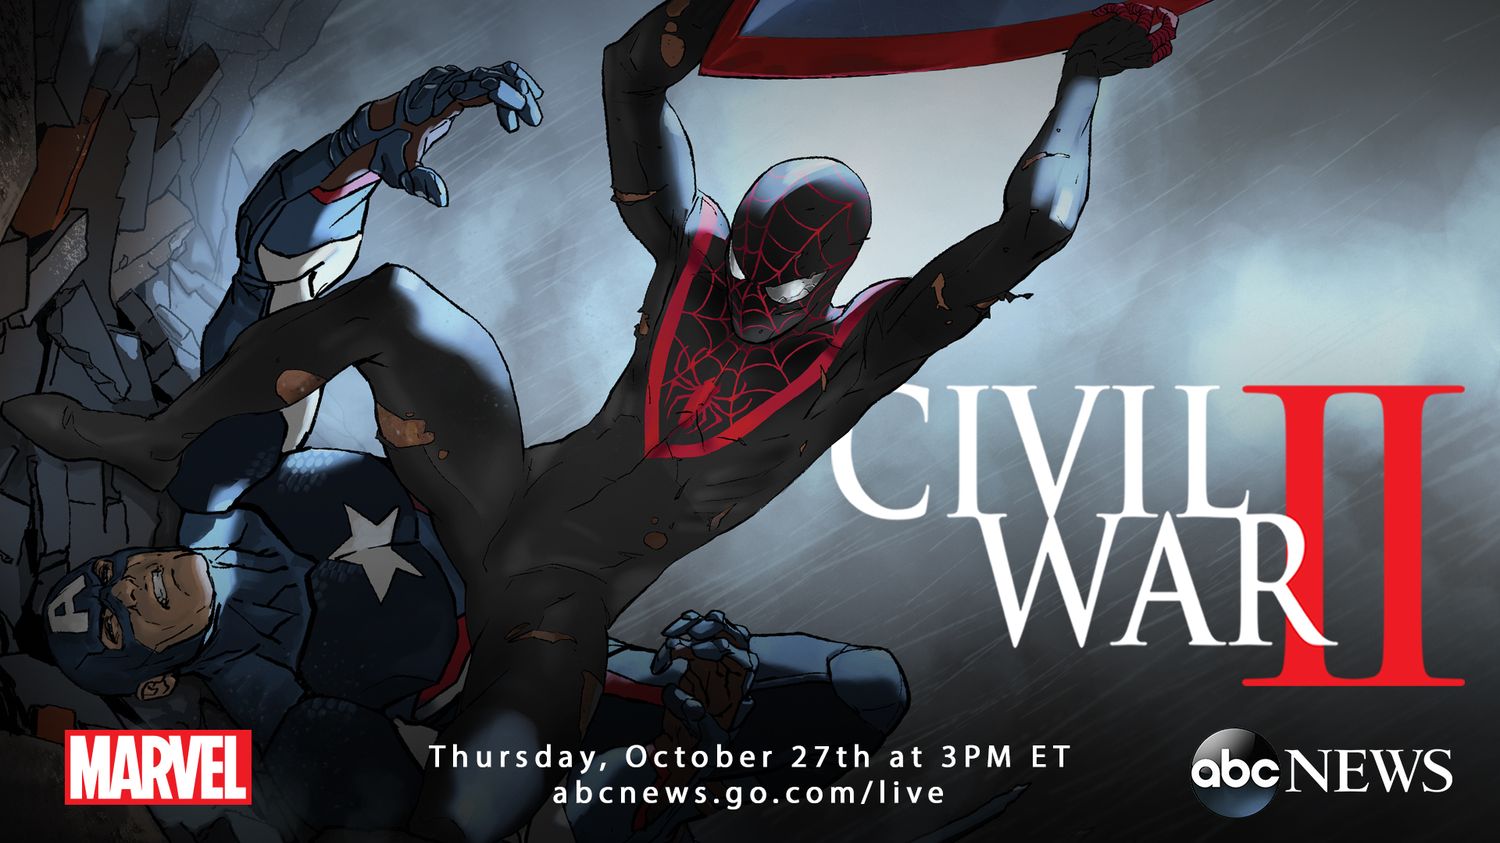 CIVIL
WAR
II
MARVEL
Thursday, October 27th at 3PM ET
abcnews.go.com/live
abc NEWS
A